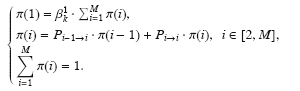 π(1) = β_k^1 · ∑_{i=1}^{M} π(i),
π(i) = P_{i−1→i} · π(i − 1) + P_{i→i} · π(i), i ∈ [2, M],
∑_{i=1}^{M} π(i) = 1.